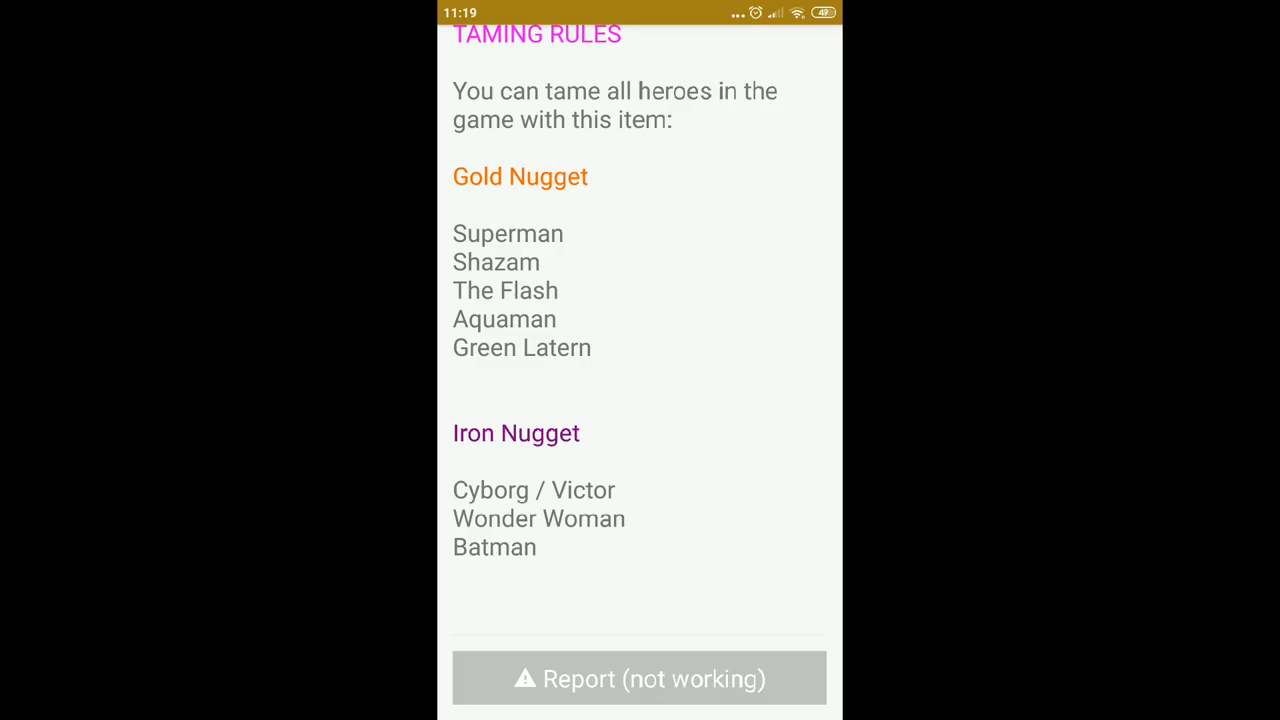 11:19
49
TAMING RULES
You can tame all heroes in the
game with this item:
Gold Nugget
Superman
Shazam
The Flash
Aquaman
Green Latern
Iron Nugget
Cyborg / Victor
Wonder Woman
Batman
Report (not working)